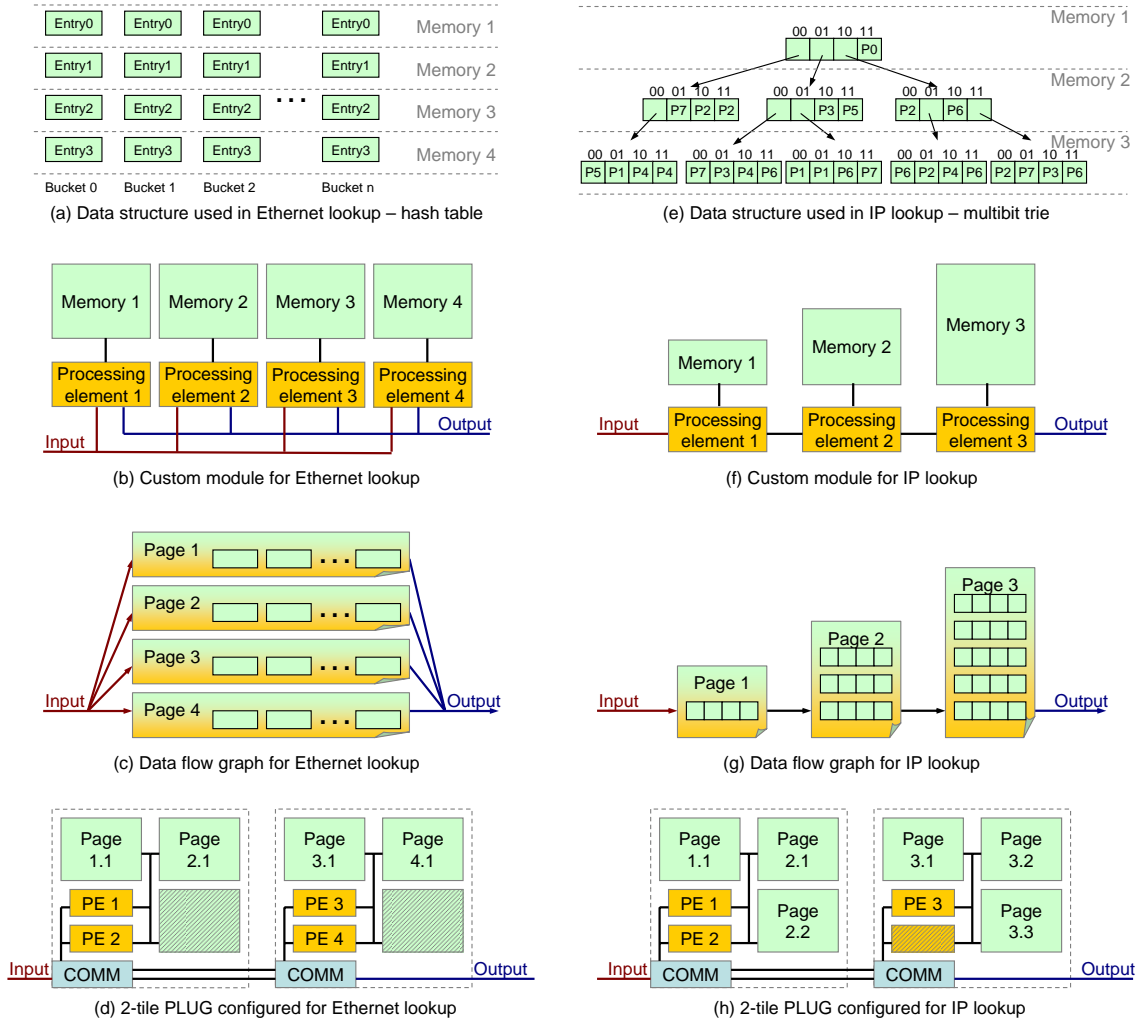 Entry0 Entry0 Entry0 Entry0 Memory 1
Entry1 Entry1 Entry1 Entry1 Memory 2
Entry2 Entry2 Entry2 ... Entry2 Memory 3
Entry3 Entry3 Entry3 Entry3 Memory 4
Bucket 0 Bucket 1 Bucket 2 Bucket n
(a) Data structure used in Ethernet lookup – hash table
Memory 1
00 01 10 11
P0
Memory 2
00 01 10 11 00 01 10 11 00 01 10 11
P7 P2 P2 P3 P5 P2 P6
Memory 3
00 01 10 11 00 01 10 11 00 01 10 11 00 01 10 11 00 01 10 11
P5 P1 P4 P4 P7 P3 P4 P6 P1 P1 P6 P7 P6 P2 P4 P6 P2 P7 P3 P6
(e) Data structure used in IP lookup – multibit trie
Memory 1 Memory 2 Memory 3 Memory 4
Processing element 1
Processing element 2
Processing element 3
Processing element 4
Input Output
(b) Custom module for Ethernet lookup
Memory 1
Memory 2
Memory 3
Input
Processing element 1
Processing element 2
Processing element 3
Output
(f) Custom module for IP lookup
Page 1 ...
Page 2 ...
Page 3 ...
Page 4 ...
Input Output
(c) Data flow graph for Ethernet lookup
Page 1
Page 2
Page 3
Input Output
(g) Data flow graph for IP lookup
Page 1.1
Page 2.1
Page 3.1
Page 4.1
PE 1 PE 3
PE 2 PE 4
Input COMM COMM Output
(d) 2-tile PLUG configured for Ethernet lookup
Page 1.1
Page 2.1
Page 3.1
Page 3.2
PE 1 PE 3
PE 2
Page 2.2
Page 3.3
Input COMM COMM Output
(h) 2-tile PLUG configured for IP lookup